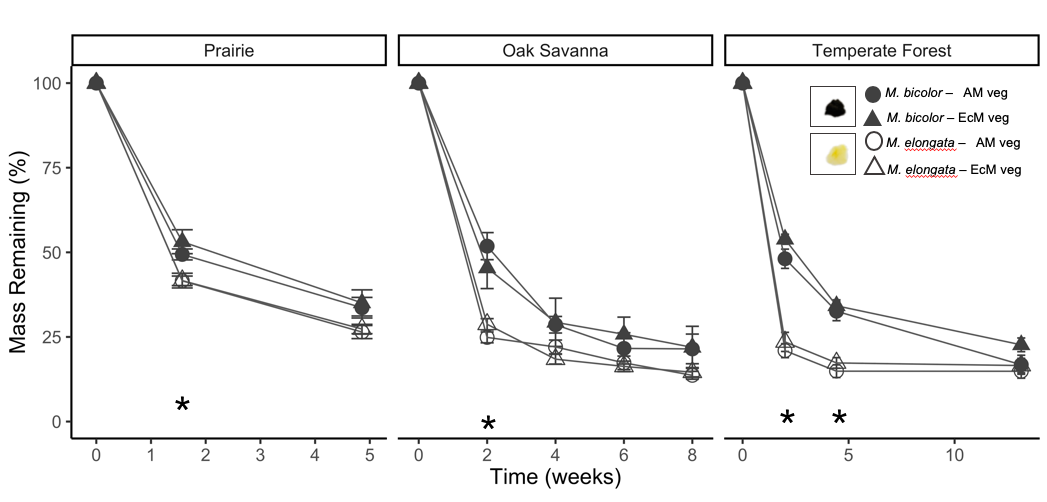 Prairie
Oak Savanna
Temperate Forest
100
75
50
25
0
Mass Remaining (%)
M. bicolor – AM veg
M. bicolor – EcM veg
M. elongata – AM veg
M. elongata – EcM veg
*
*
* *
0 1 2 3 4 5
0 2 4 6 8
0 5 10
Time (weeks)